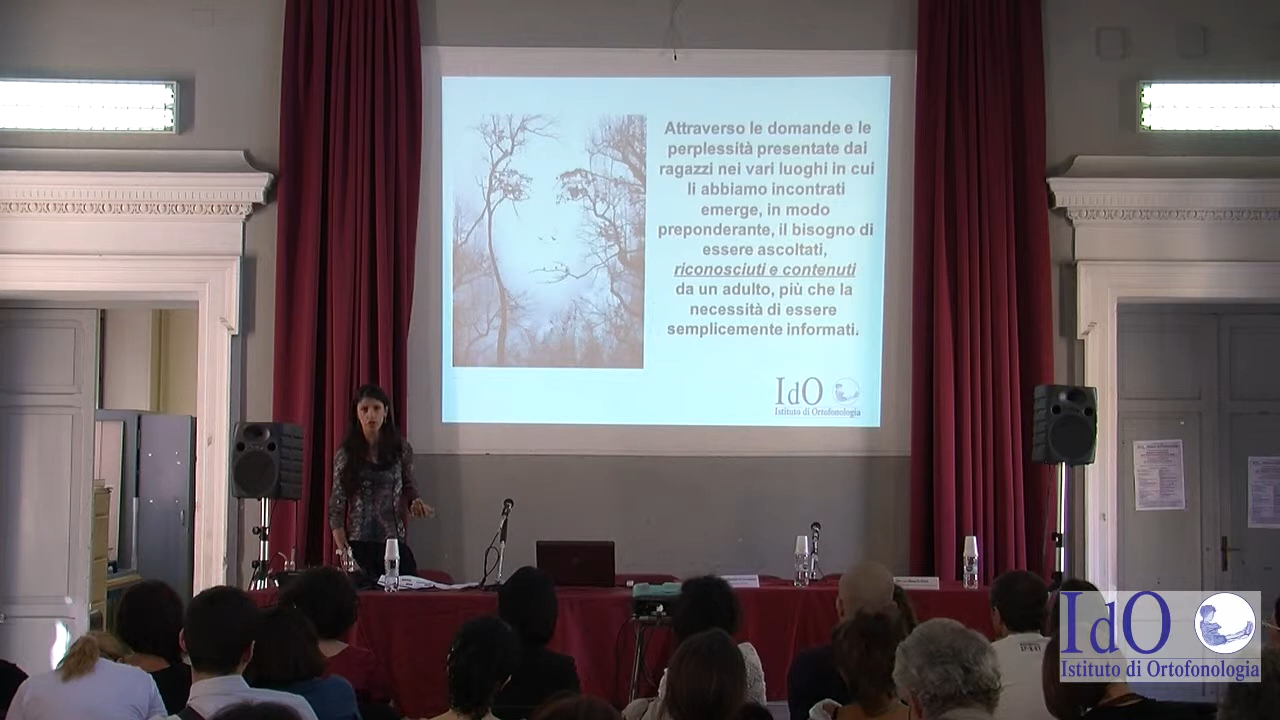 Attraverso le domande e le
perplessità presentate dai
ragazzi nei vari luoghi in cui
li abbiamo incontrati
emerge, in modo
preponderante, il bisogno di
essere ascoltati,
riconosciuti e contenuti
da un adulto, più che la
necessità di essere
semplicemente informati.
IdO
Istituto di Ortofonologia
IdO
Istituto di Ortofonologia